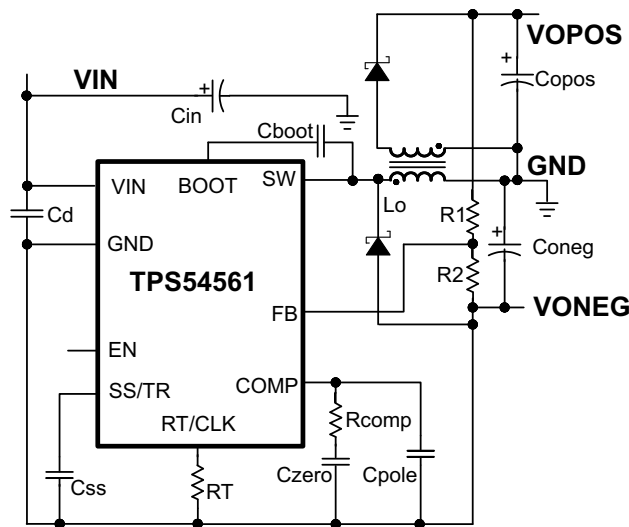 VOPOS
VIN
+
+
Copos
Cin
Cboot
GND
VIN
BOOT
SW
Cd
Lo
R1
+
GND
Coneg
TPS54561
R2
FB
VONEG
EN
COMP
SS/TR
Rcomp
RT/CLK
Czero
Cpole
Css
RT